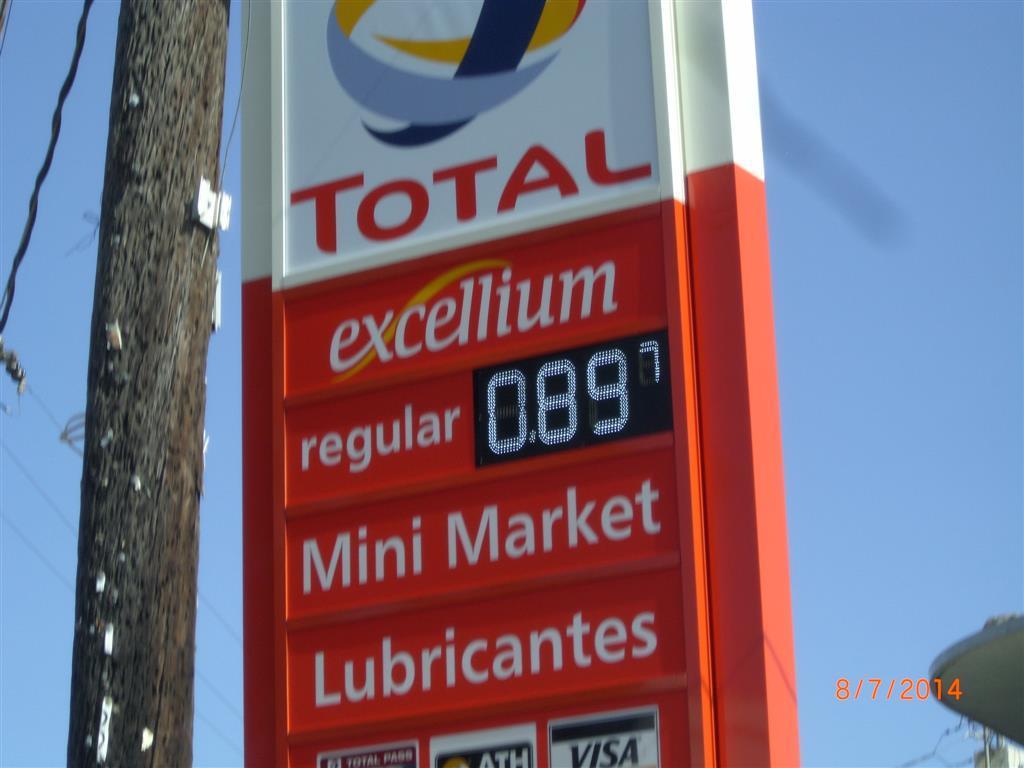 TOTAL
excellium
regular 0.89 7
Mini Market
Lubricantes
TOTAL PASS ATH VISA
8/7/2014